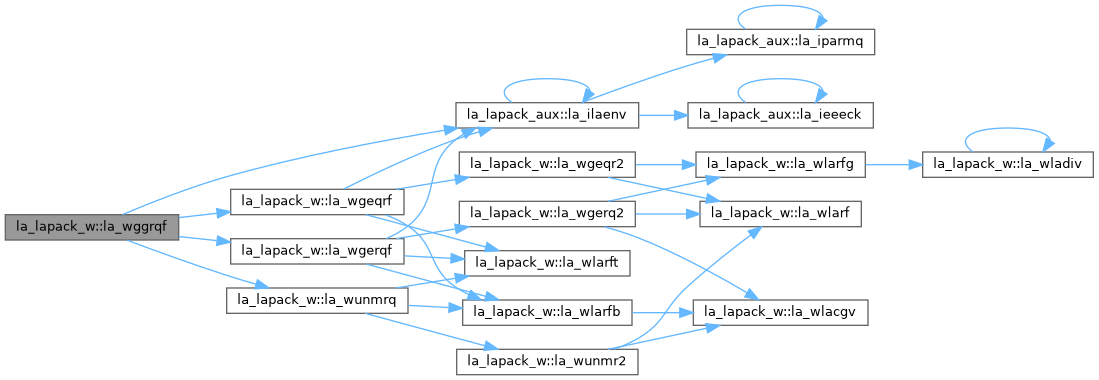 la_lapack_aux::la_iparmq
la_lapack_aux::la_ilaenv
la_lapack_aux::la_ieeeck
la_lapack_w::la_wgeqr2
la_lapack_w::la_wlarfg
la_lapack_w::la_wladiv
la_lapack_w::la_wgeqrf
la_lapack_w::la_wggrqf
la_lapack_w::la_wgerq2
la_lapack_w::la_wlarf
la_lapack_w::la_wgerqf
la_lapack_w::la_wlarft
la_lapack_w::la_wunmrq
la_lapack_w::la_wlarfb
la_lapack_w::la_wlacgv
la_lapack_w::la_wunmr2